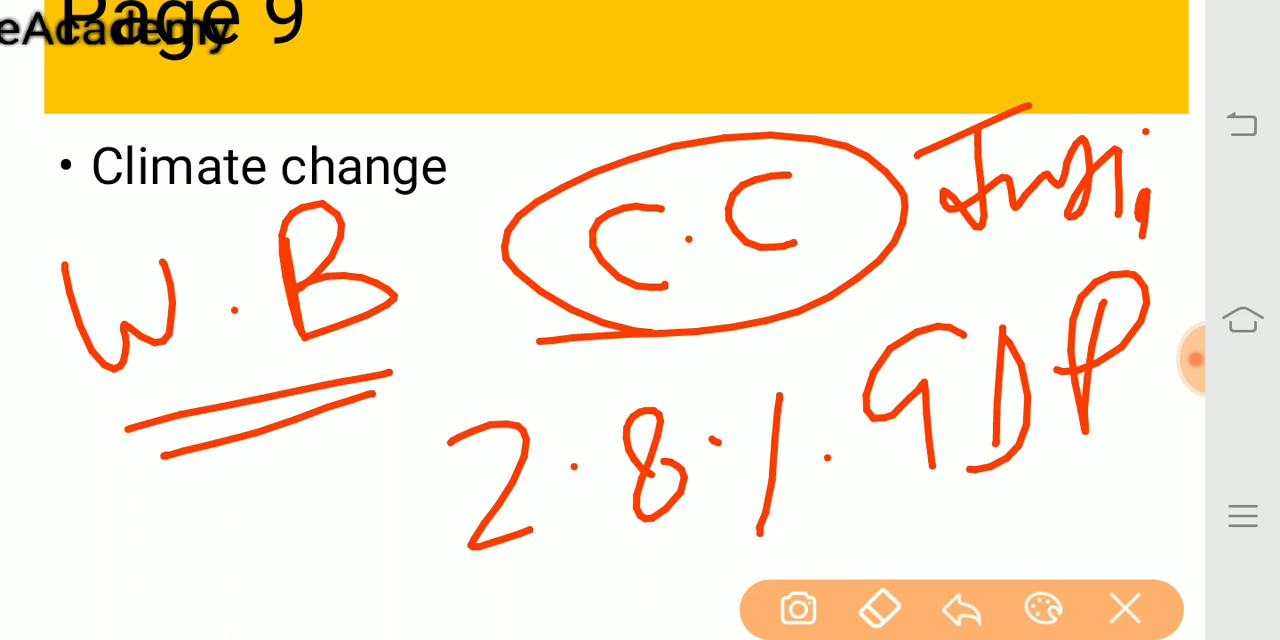 Page 9
eAcademy
• Climate change
C.C
W.B
2.8%. GDP